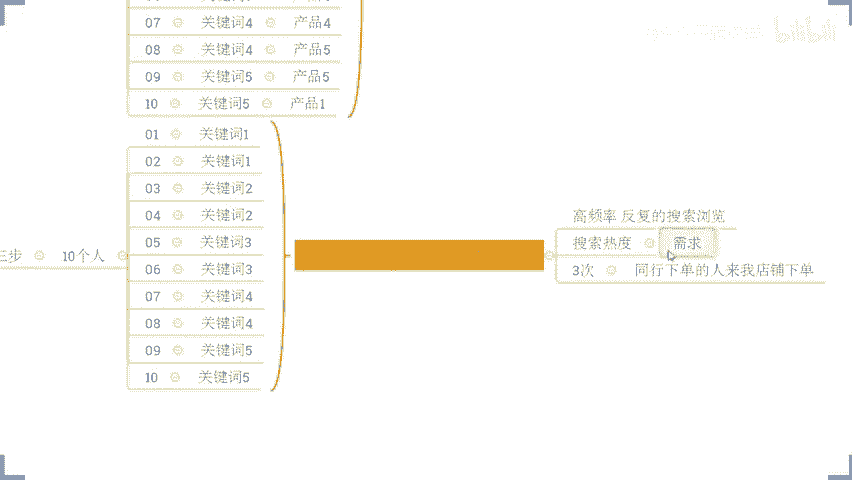 07 关键词4 产品4
08 关键词4 产品5
09 关键词5 产品5
10 关键词5 产品1
01 关键词1
02 关键词1
03 关键词2
04 关键词2
三步 10个人 05 关键词3
06 关键词3
07 关键词4
08 关键词4
09 关键词5
10 关键词5
高频率 反复的搜索浏览
搜索热度 需求
3次 同行下单的人来我店铺下单
bilibili